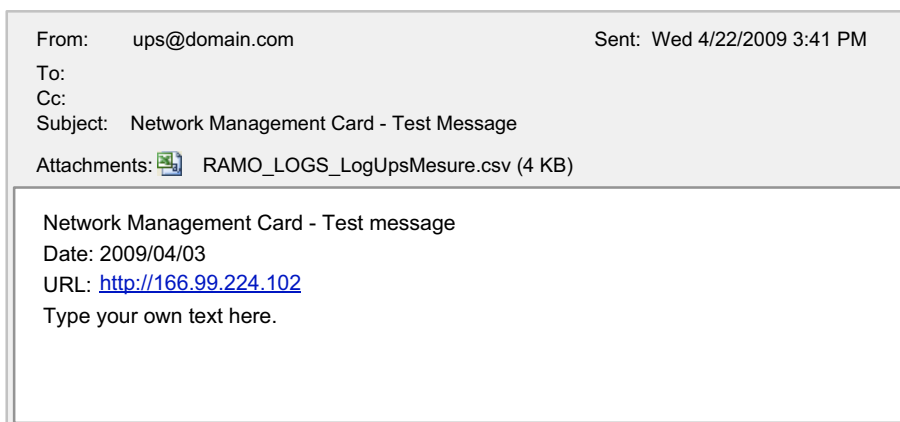 From: ups@domain.com Sent: Wed 4/22/2009 3:41 PM
To:
Cc:
Subject: Network Management Card - Test Message
Attachments: RAMO_LOGS_LogUpsMesure.csv (4 KB)
Network Management Card - Test message
Date: 2009/04/03
URL: http://166.99.224.102
Type your own text here.